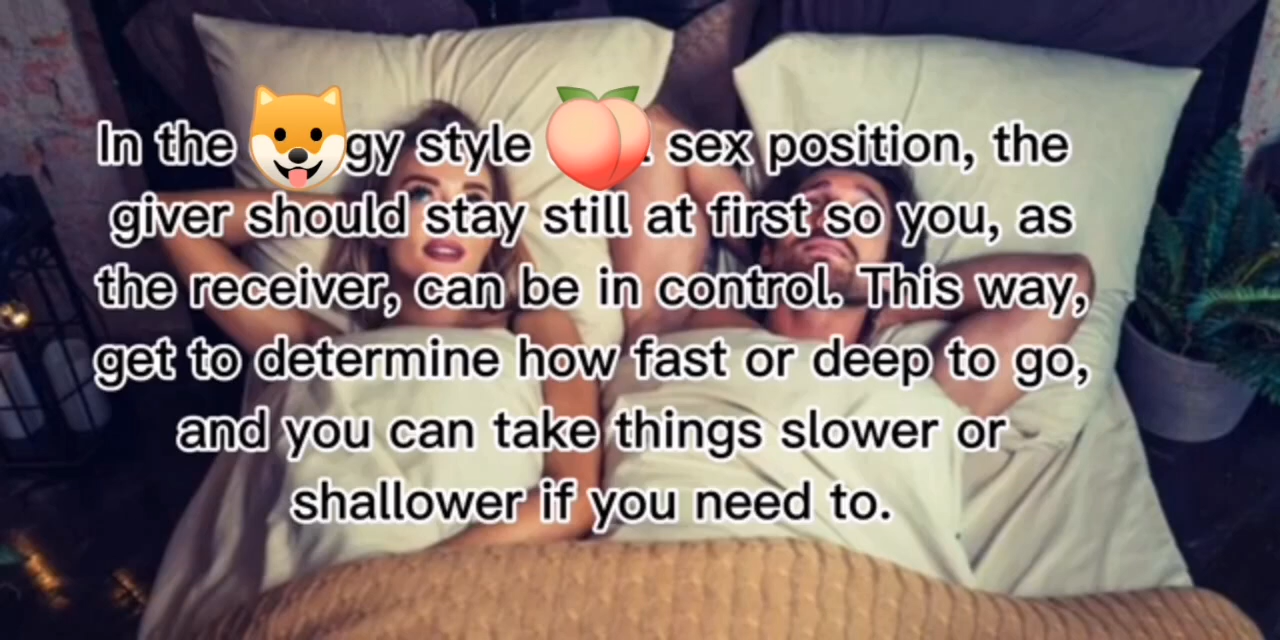 In the gy style sex position, the
giver should stay still at first so you, as
the receiver, can be in control. This way,
get to determine how fast or deep to go,
and you can take things slower or
shallower if you need to.